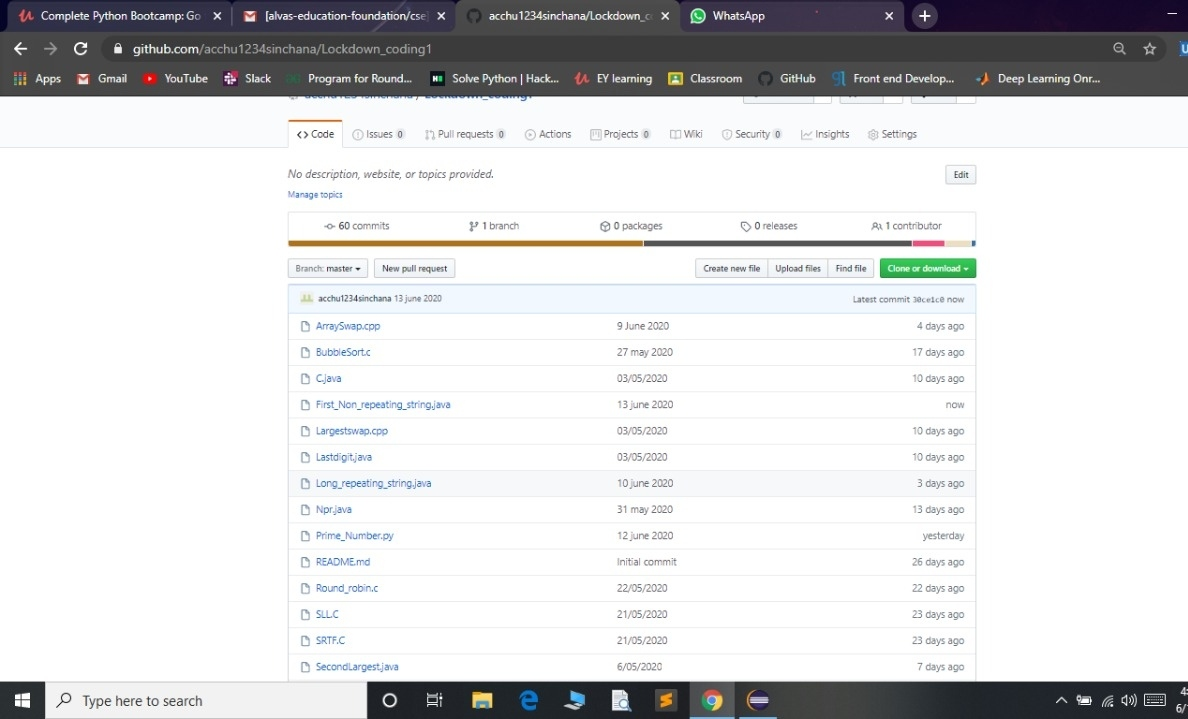 Complete Python Bootcamp: Go
[alvas-education-foundation/cse]
acchu1234sinchana/Lockdown_c
WhatsApp
github.com/acchu1234sinchana/Lockdown_coding1
Apps
Gmail
YouTube
Slack
Program for Round...
Solve Python | Hack...
EY learning
Classroom
GitHub
Front end Develop...
Deep Learning Onr...
acchu1234sinchana / Lockdown_coding1
Code
Issues 0
Pull requests 0
Actions
Projects 0
Wiki
Security 0
Insights
Settings
No description, website, or topics provided.
Edit
Manage topics
60 commits
1 branch
0 packages
0 releases
1 contributor
Branch: master
New pull request
Create new file
Upload files
Find file
Clone or download
acchu1234sinchana 13 june 2020
Latest commit 30ce1c0 now
ArraySwap.cpp 9 June 2020 4 days ago
BubbleSort.c 27 may 2020 17 days ago
C.java 03/05/2020 10 days ago
First_Non_repeating_string.java 13 june 2020 now
Largestswap.cpp 03/05/2020 10 days ago
Lastdigit.java 03/05/2020 10 days ago
Long_repeating_string.java 10 june 2020 3 days ago
Npr.java 31 may 2020 13 days ago
Prime_Number.py 12 june 2020 yesterday
README.md Initial commit 26 days ago
Round_robin.c 22/05/2020 22 days ago
SLL.C 21/05/2020 23 days ago
SRTF.C 21/05/2020 23 days ago
SecondLargest.java 6/05/2020 7 days ago
Type here to search